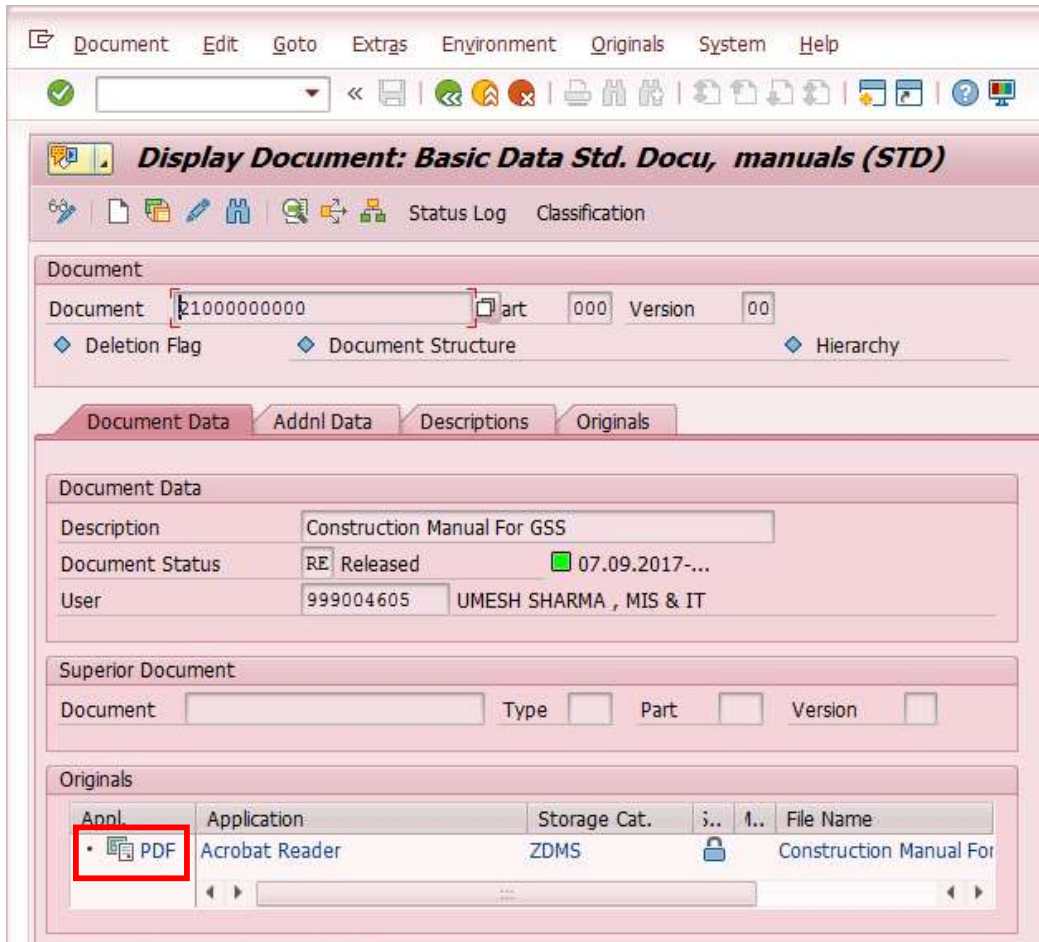 Document Edit Goto Extras Environment Originals System Help
Display Document: Basic Data Std. Docu, manuals (STD)
Status Log Classification
Document
Document 21000000000 art 000 Version 00
Deletion Flag Document Structure Hierarchy
Document Data Addnl Data Descriptions Originals
Document Data
Description Construction Manual For GSS
Document Status RE Released 07.09.2017-...
User 999004605 UMESH SHARMA , MIS & IT
Superior Document
Document Type Part Version
Originals
Appl. Application Storage Cat. File Name
PDF Acrobat Reader ZDMS Construction Manual For